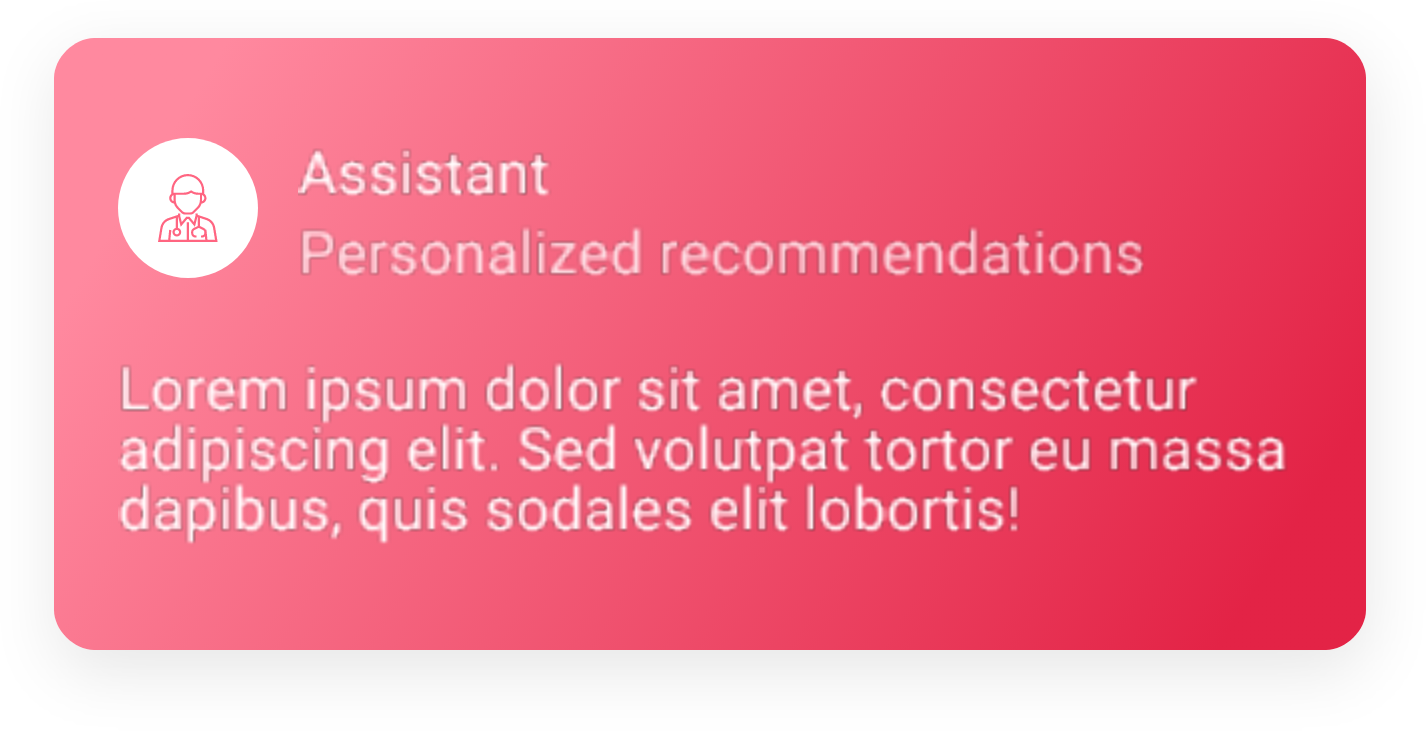 Assistant
Personalized recommendations
Lorem ipsum dolor sit amet, consectetur
adipiscing elit. Sed volutpat tortor eu massa
dapibus, quis sodales elit lobortis!